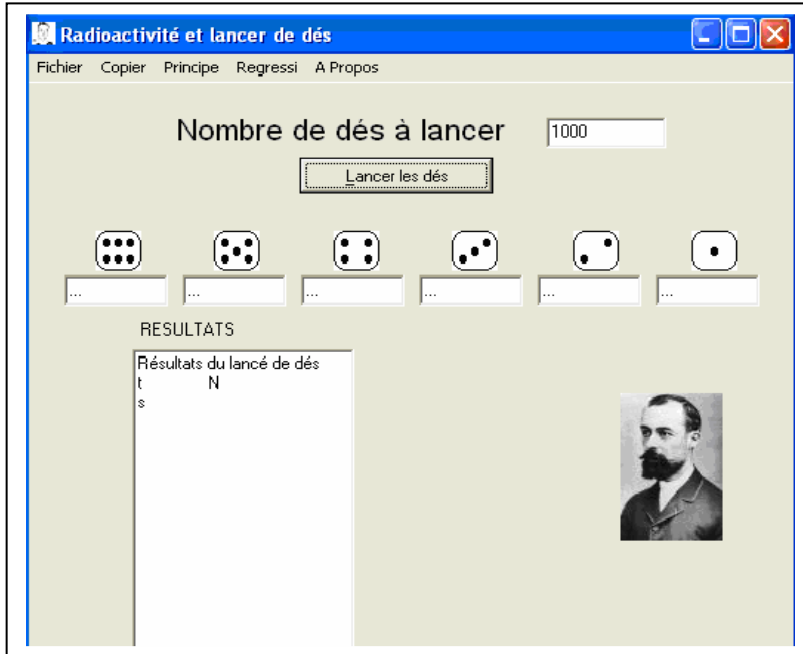 Radioactivité et lancer de dés
Fichier Copier Principe Regressi A Propos
Nombre de dés à lancer 1000
Lancer les dés
... ... ... ... ... ...
RESULTATS
Résultats du lancé de dés
t N
s